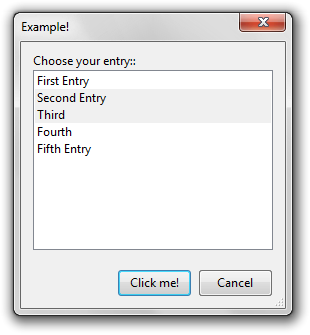 Example!
Choose your entry::
First Entry
Second Entry
Third
Fourth
Fifth Entry
Click me!
Cancel